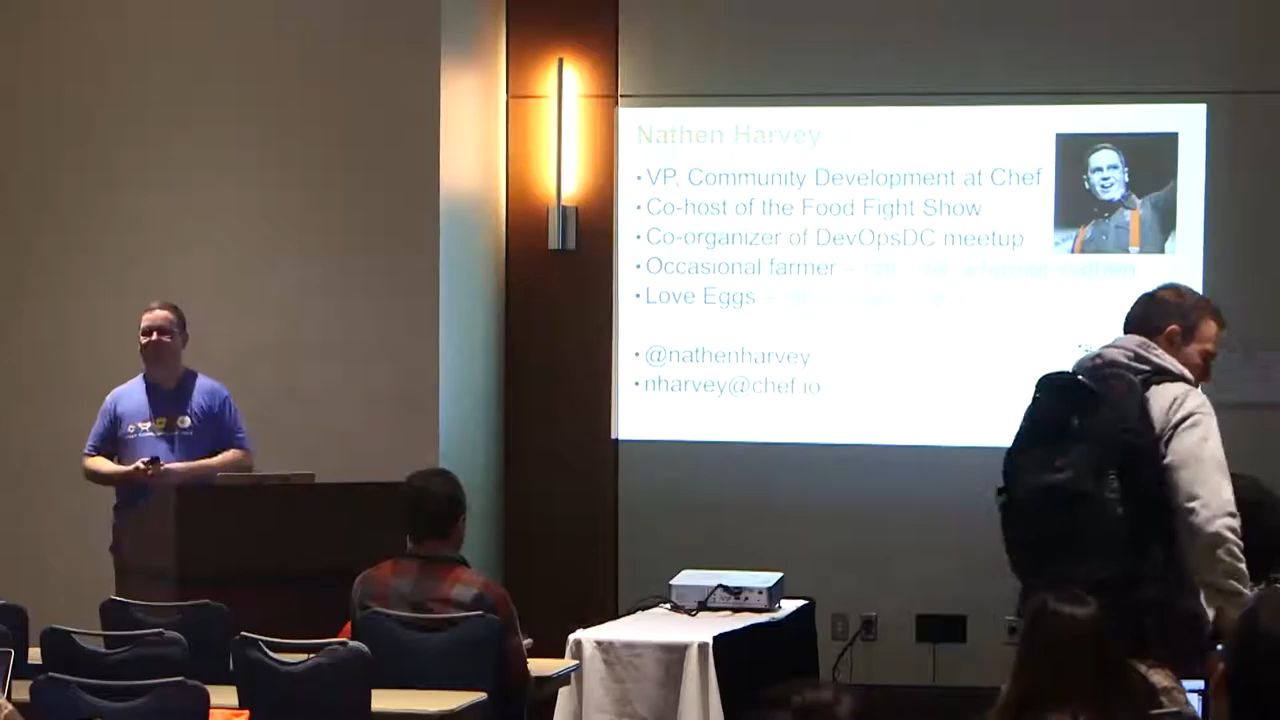 Nathen Harvey
•VP, Community Development at Chef
•Co-host of the Food Fight Show
•Co-organizer of DevOpsDC meetup
•Occasional farmer –
•Love Eggs –
•@nathenharvey
•nharvey@chef.io